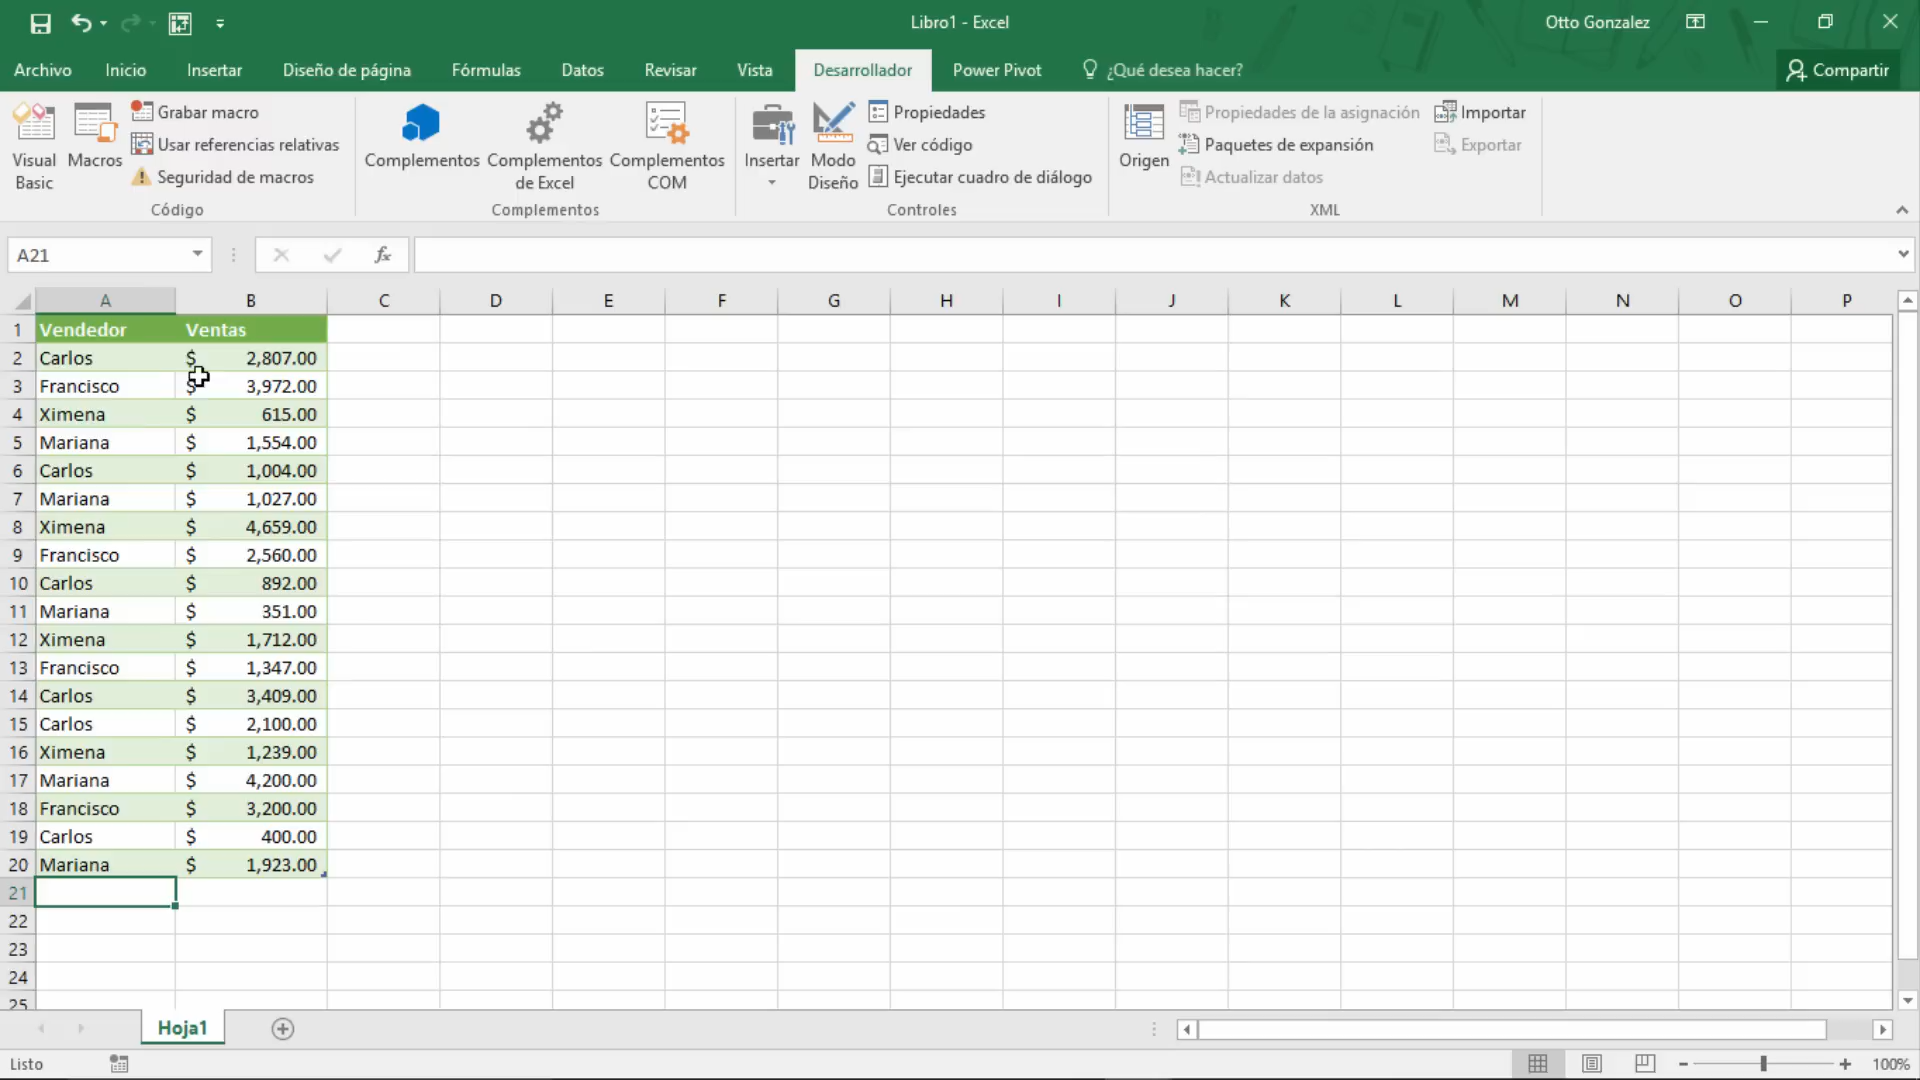 Libro1 - Excel
Otto Gonzalez
Archivo Inicio Insertar Diseño de página Fórmulas Datos Revisar Vista Desarrollador Power Pivot ¿Qué desea hacer? Compartir
Visual Basic
Macros
Grabar macro
Usar referencias relativas
Seguridad de macros
Código
Complementos
Complementos de Excel
Complementos COM
Complementos
Insertar
Modo Diseño
Propiedades
Ver código
Ejecutar cuadro de diálogo
Controles
Origen
Propiedades de la asignación
Paquetes de expansión
Actualizar datos
Importar
Exportar
XML
A21 fx
A B C D E F G H I J K L M N O P
1 Vendedor Ventas
2 Carlos $ 2,807.00
3 Francisco $ 3,972.00
4 Ximena $ 615.00
5 Mariana $ 1,554.00
6 Carlos $ 1,004.00
7 Mariana $ 1,027.00
8 Ximena $ 4,659.00
9 Francisco $ 2,560.00
10 Carlos $ 892.00
11 Mariana $ 351.00
12 Ximena $ 1,712.00
13 Francisco $ 1,347.00
14 Carlos $ 3,409.00
15 Carlos $ 2,100.00
16 Ximena $ 1,239.00
17 Mariana $ 4,200.00
18 Francisco $ 3,200.00
19 Carlos $ 400.00
20 Mariana $ 1,923.00
21
22
23
24
25
Hoja1
Listo
100%